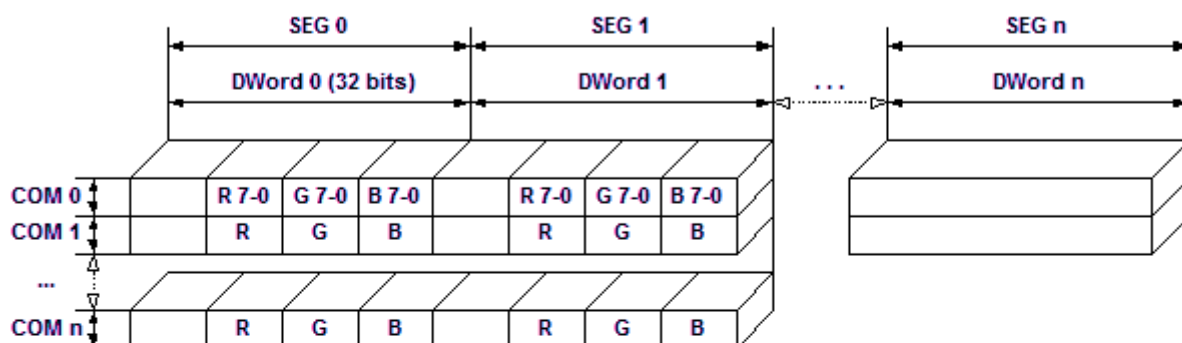 SEG 0 SEG 1 SEG n
DWord 0 (32 bits) DWord 1 . . . DWord n
COM 0 R 7-0 G 7-0 B 7-0 R 7-0 G 7-0 B 7-0
COM 1 R G B R G B
...
COM n R G B R G B